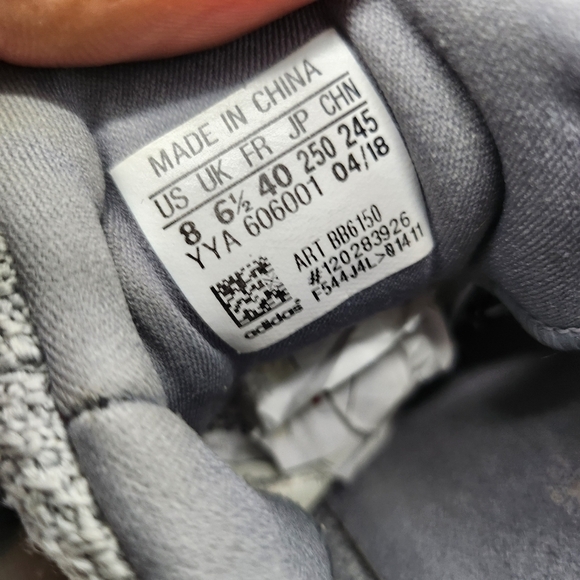 MADE IN CHINA
US UK FR JP CHN
8 6½ 40 250 245
YYA 606001 04/18
ART BB6150
#120283926
F544J4L>01411
adidas